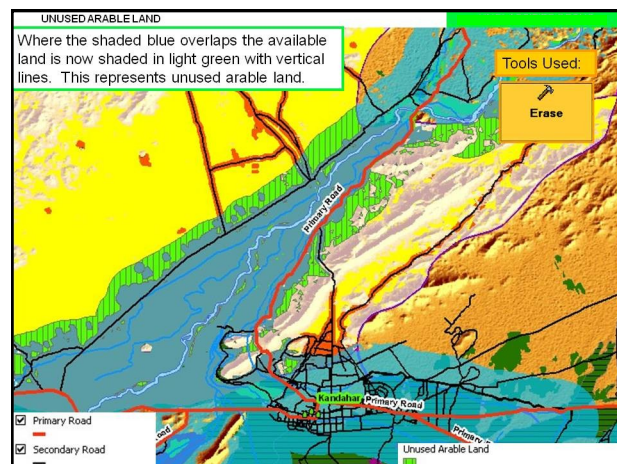 UNUSED ARABLE LAND
Where the shaded blue overlaps the available
land is now shaded in light green with vertical
lines. This represents unused arable land.
Tools Used:
Erase
Primary Road
Kandahar
Primary Road
Primary Road
Road
Secondary Road
Unused Arable Land